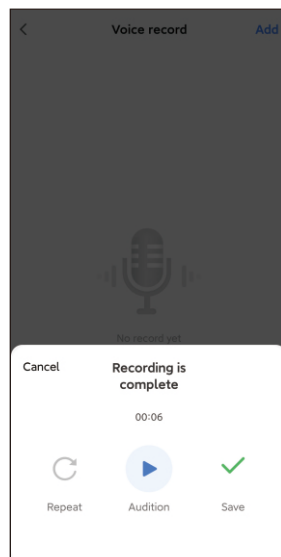 Voice record Add
No record yet
Cancel Recording is
complete
00:06
Repeat Audition Save